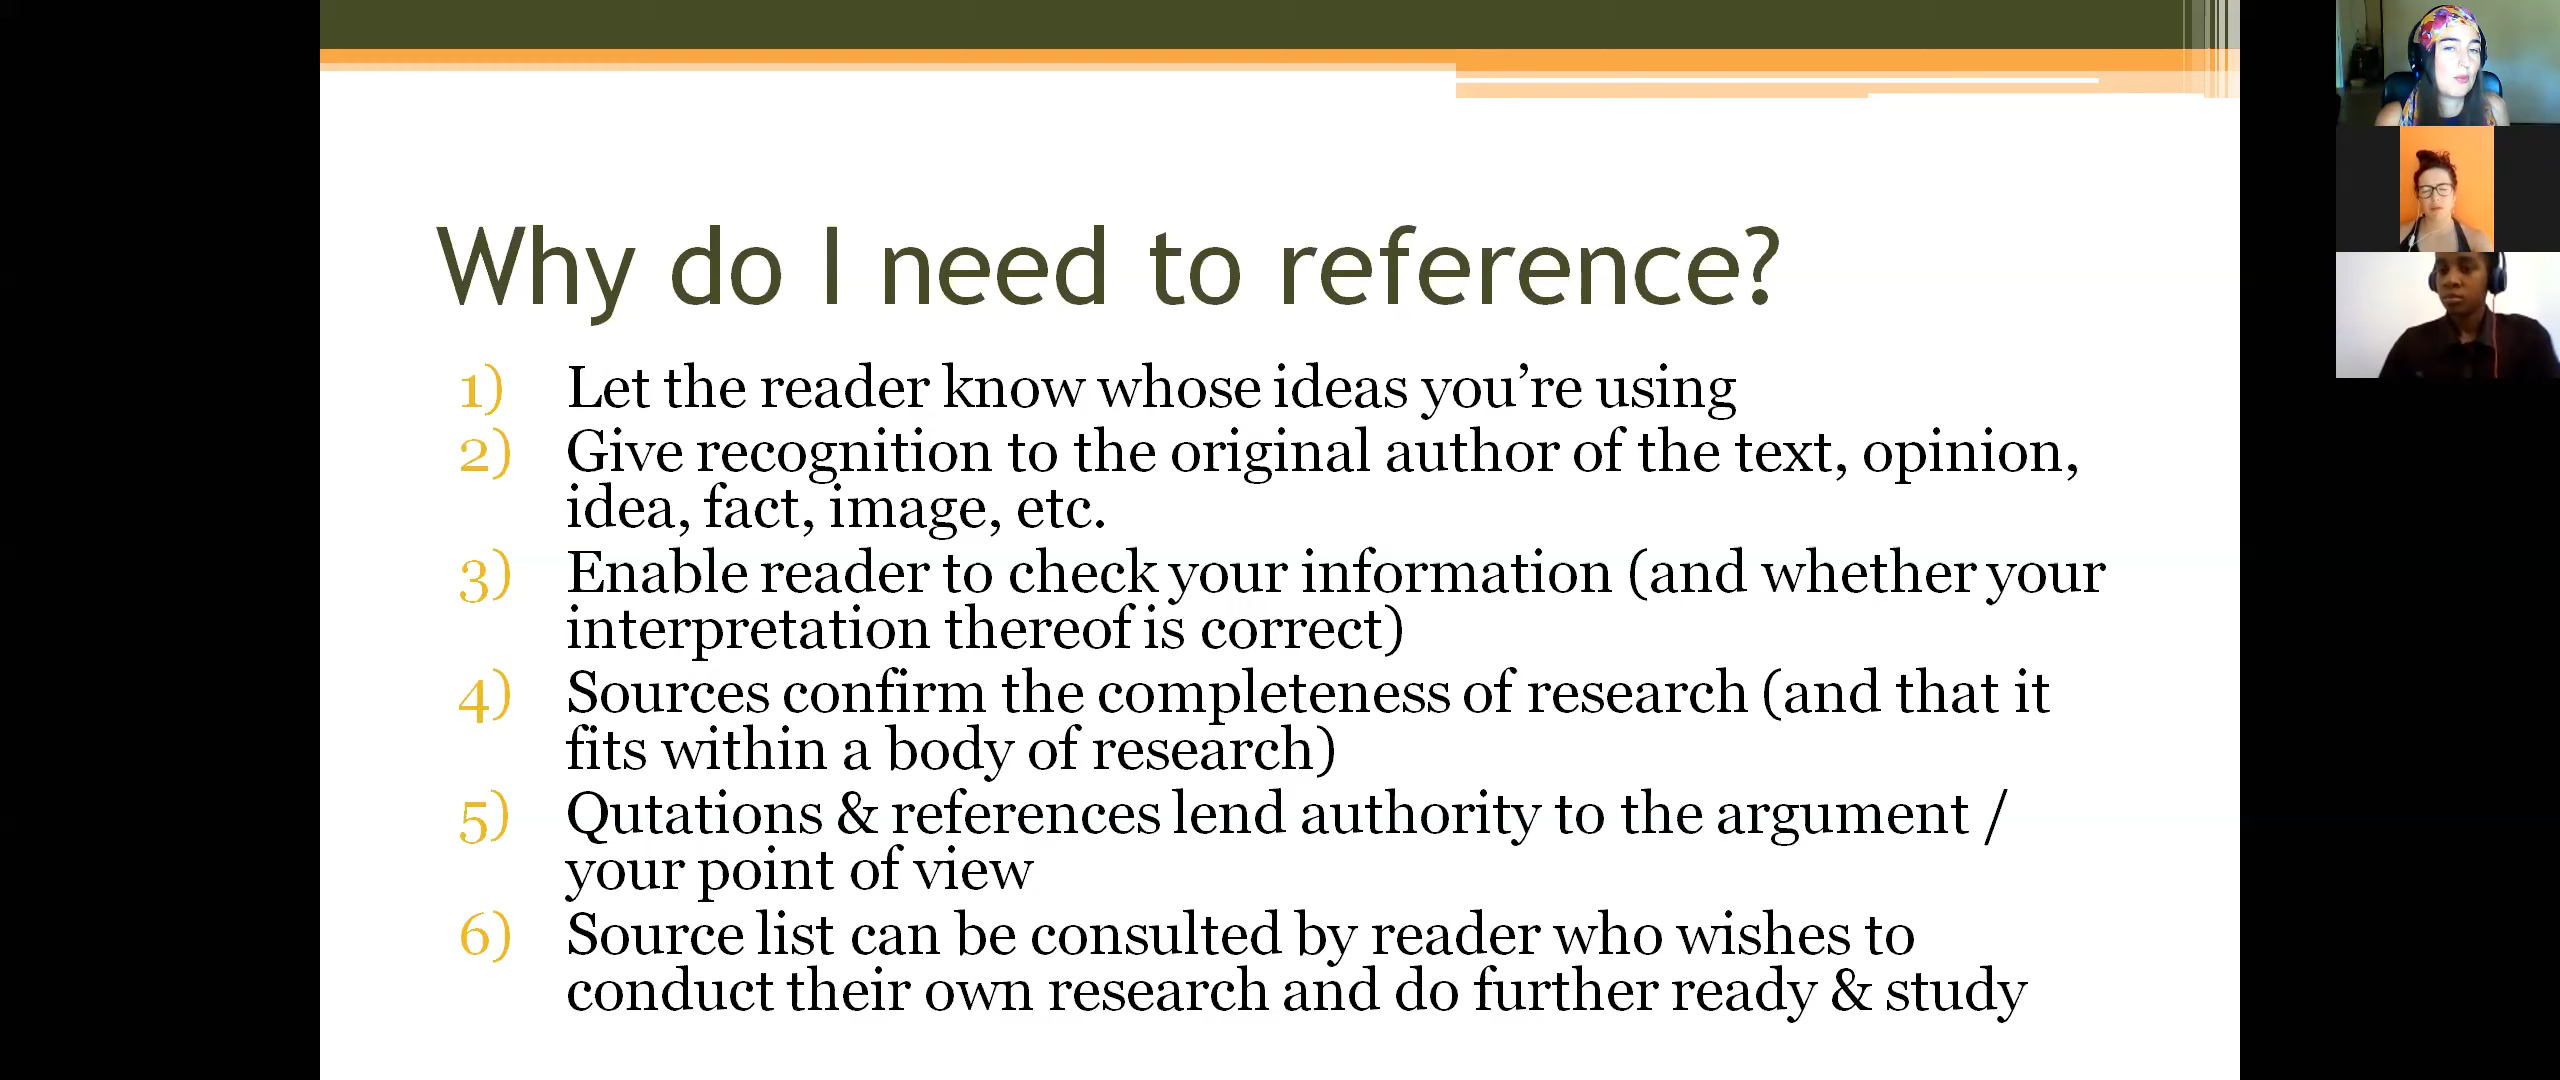 Why do I need to reference?
1) Let the reader know whose ideas you’re using
2) Give recognition to the original author of the text, opinion,
idea, fact, image, etc.
3) Enable reader to check your information (and whether your
interpretation thereof is correct)
4) Sources confirm the completeness of research (and that it
fits within a body of research)
5) Qutations & references lend authority to the argument /
your point of view
6) Source list can be consulted by reader who wishes to
conduct their own research and do further ready & study